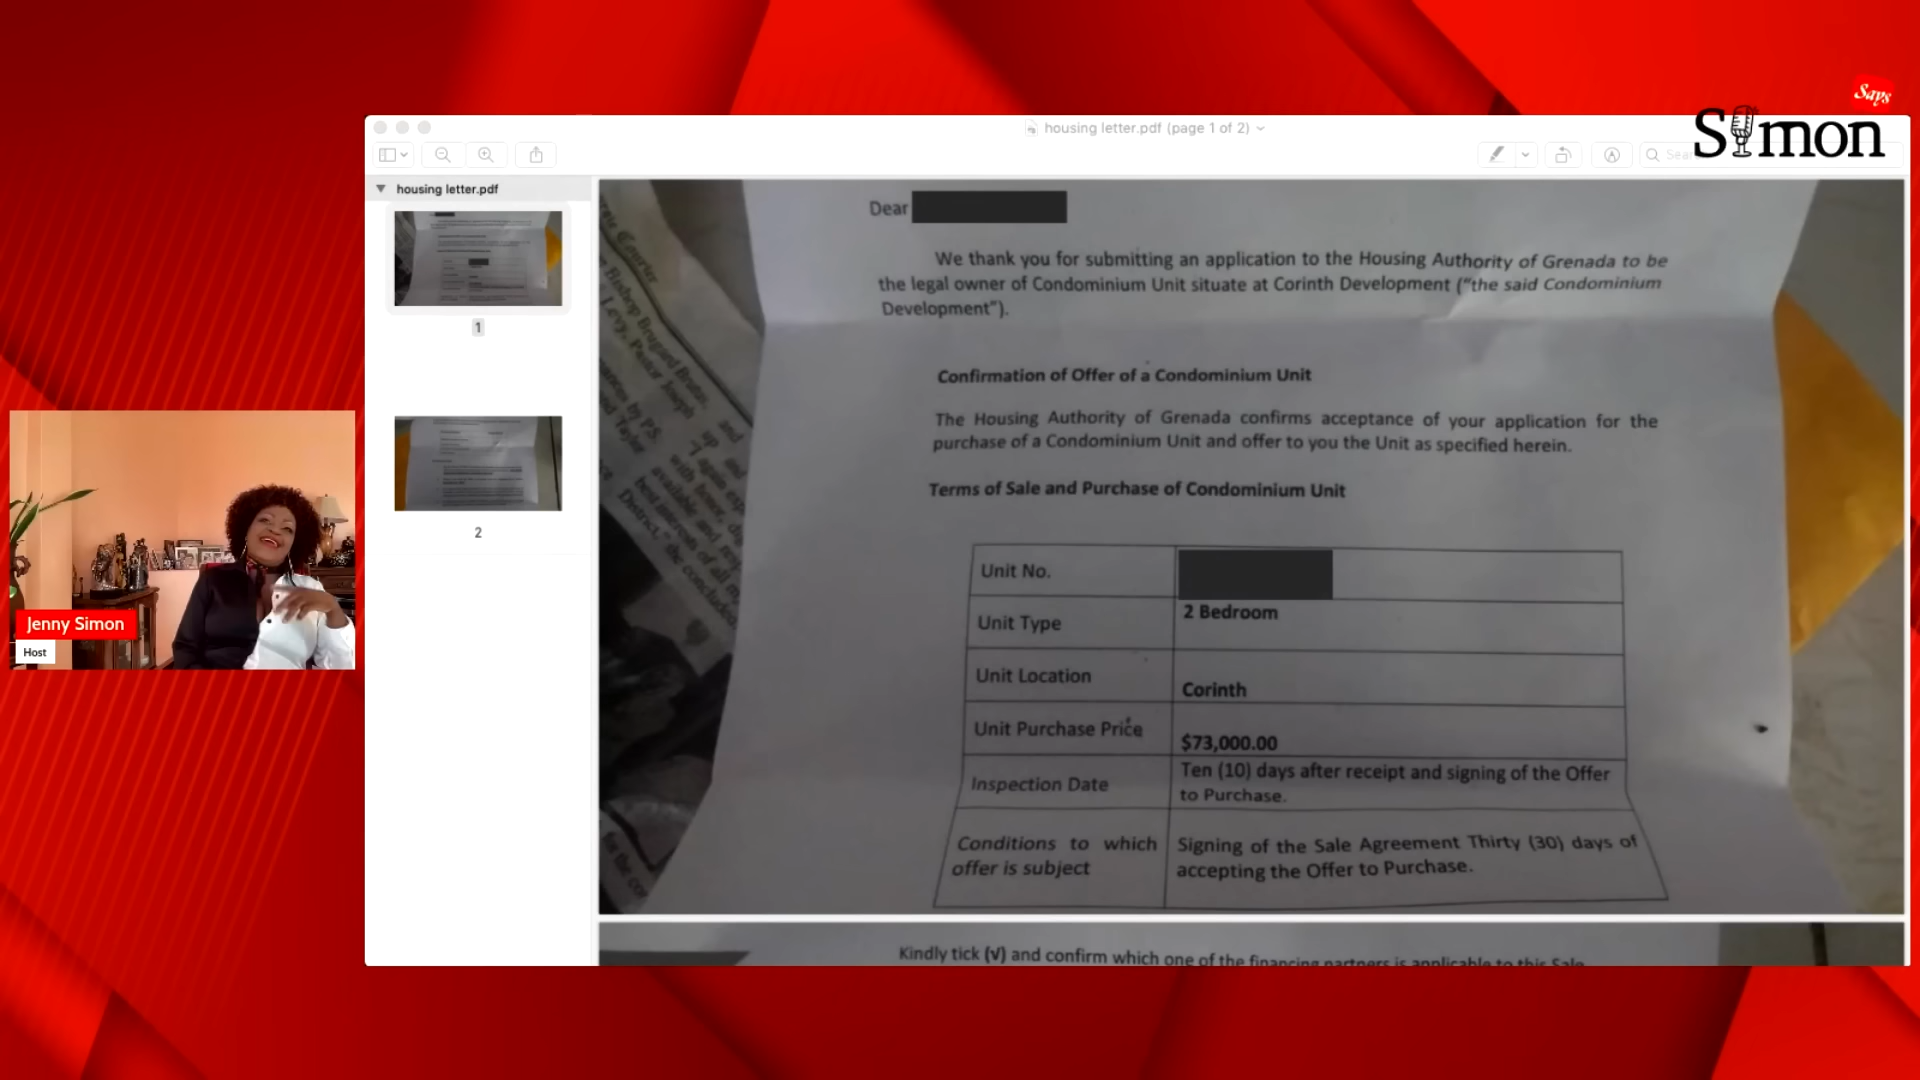 Says
Simon
housing letter.pdf (page 1 of 2)
housing letter.pdf
1
2
Jenny Simon
Host
Dear
We thank you for submitting an application to the Housing Authority of Grenada to be
the legal owner of Condominium Unit situate at Corinth Development ("the said Condominium
Development").
Confirmation of Offer of a Condominium Unit
The Housing Authority of Grenada confirms acceptance of your application for the
purchase of a Condominium Unit and offer to you the Unit as specified herein.
Terms of Sale and Purchase of Condominium Unit
Unit No.
Unit Type
2 Bedroom
Unit Location
Corinth
Unit Purchase Price
$73,000.00
Inspection Date
Ten (10) days after receipt and signing of the Offer
to Purchase.
Conditions to which
offer is subject
Signing of the Sale Agreement Thirty (30) days of
accepting the Offer to Purchase.
Kindly tick (√) and confirm which one of the financing partners is applicable to this Sale